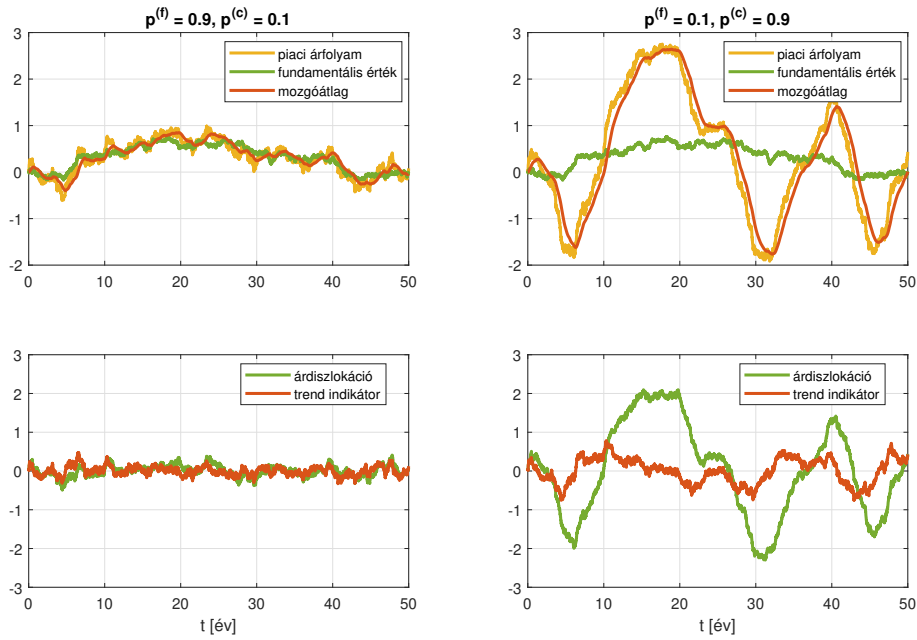 p^(f) = 0.9, p^(c) = 0.1
3
2
1
0
-1
-2
piaci árfolyam
fundamentális érték
mozgóátlag
0 10 20 30 40 50
p^(f) = 0.1, p^(c) = 0.9
3
2
1
0
-1
-2
piaci árfolyam
fundamentális érték
mozgóátlag
0 10 20 30 40 50
3
2
1
0
-1
-2
-3
árdiszlokáció
trend indikátor
0 10 20 30 40 50
t [év]
3
2
1
0
-1
-2
-3
árdiszlokáció
trend indikátor
0 10 20 30 40 50
t [év]